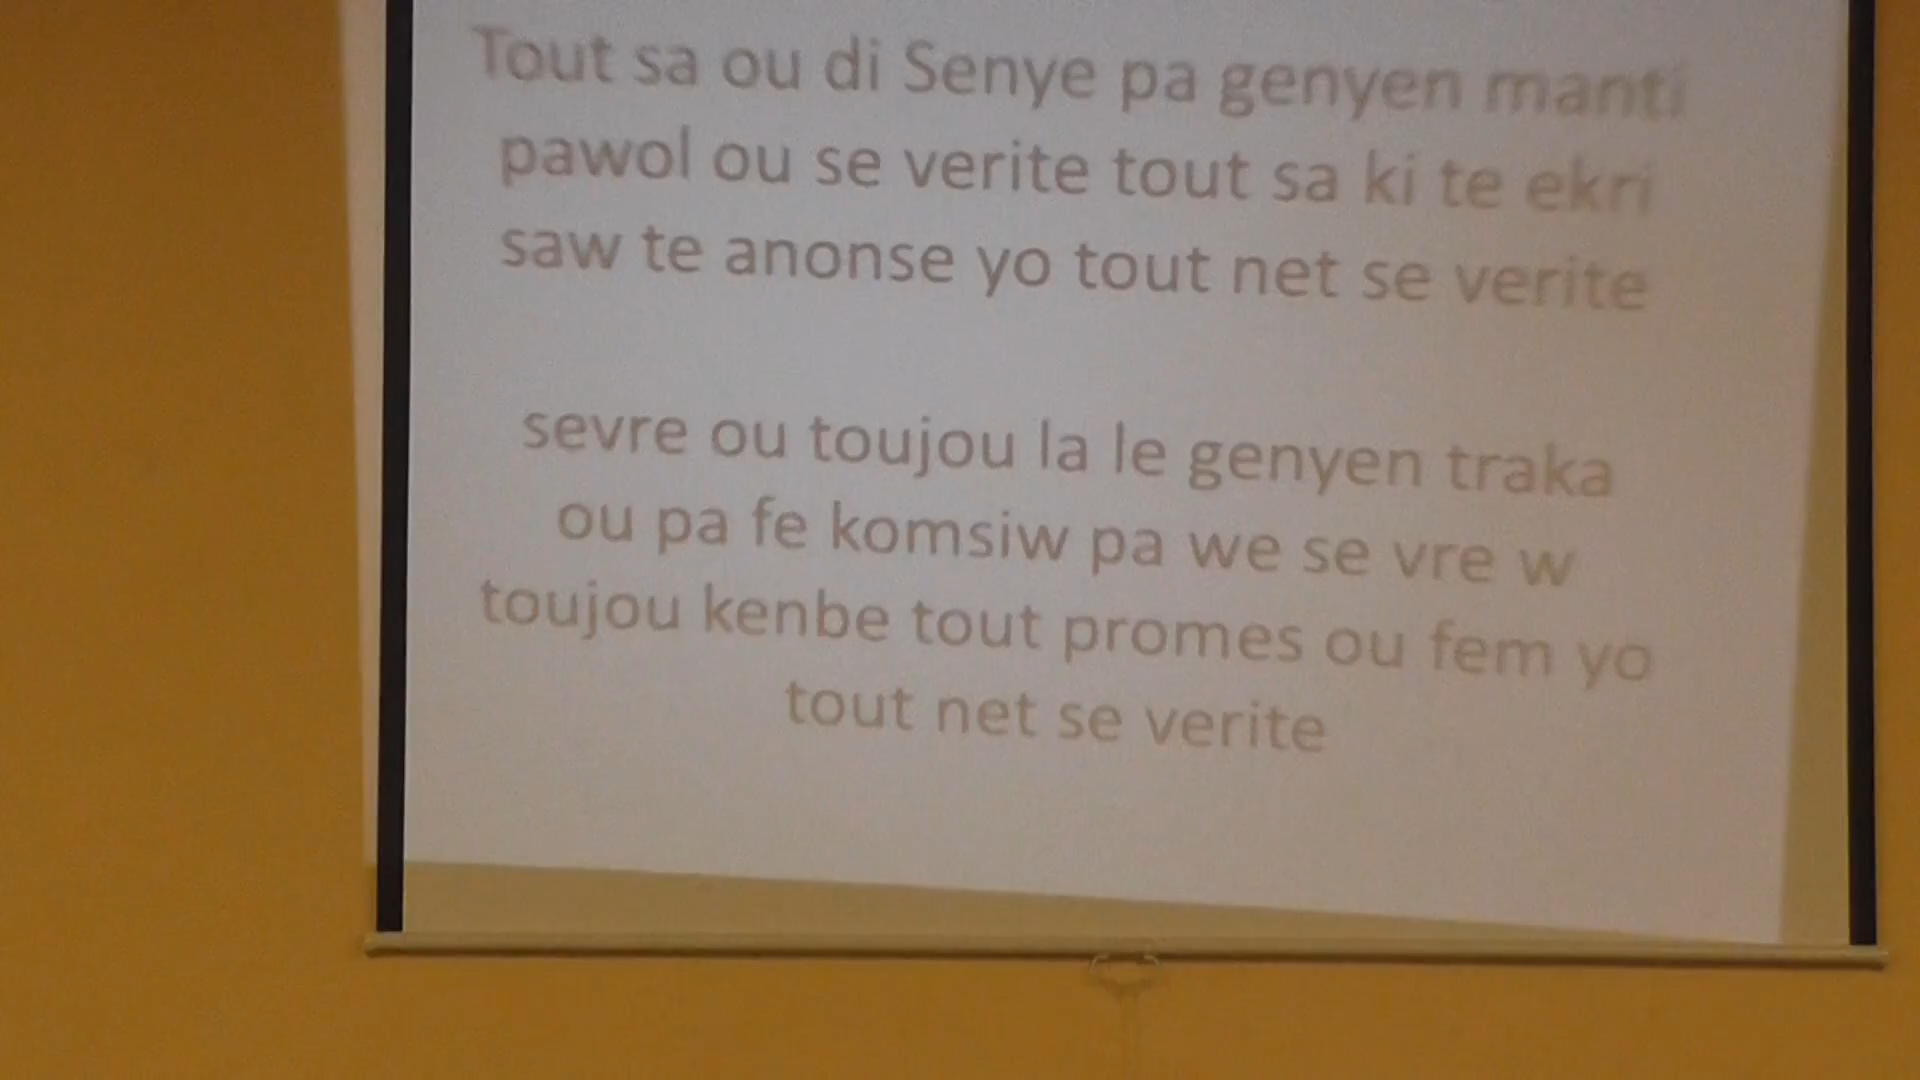 Tout sa ou di Senye pa genyen manti
pawol ou se verite tout sa ki te ekri
saw te anonse yo tout net se verite
sevre ou toujou la le genyen traka
ou pa fe komsiw pa we se vre w
toujou kenbe tout promes ou fem yo
tout net se verite